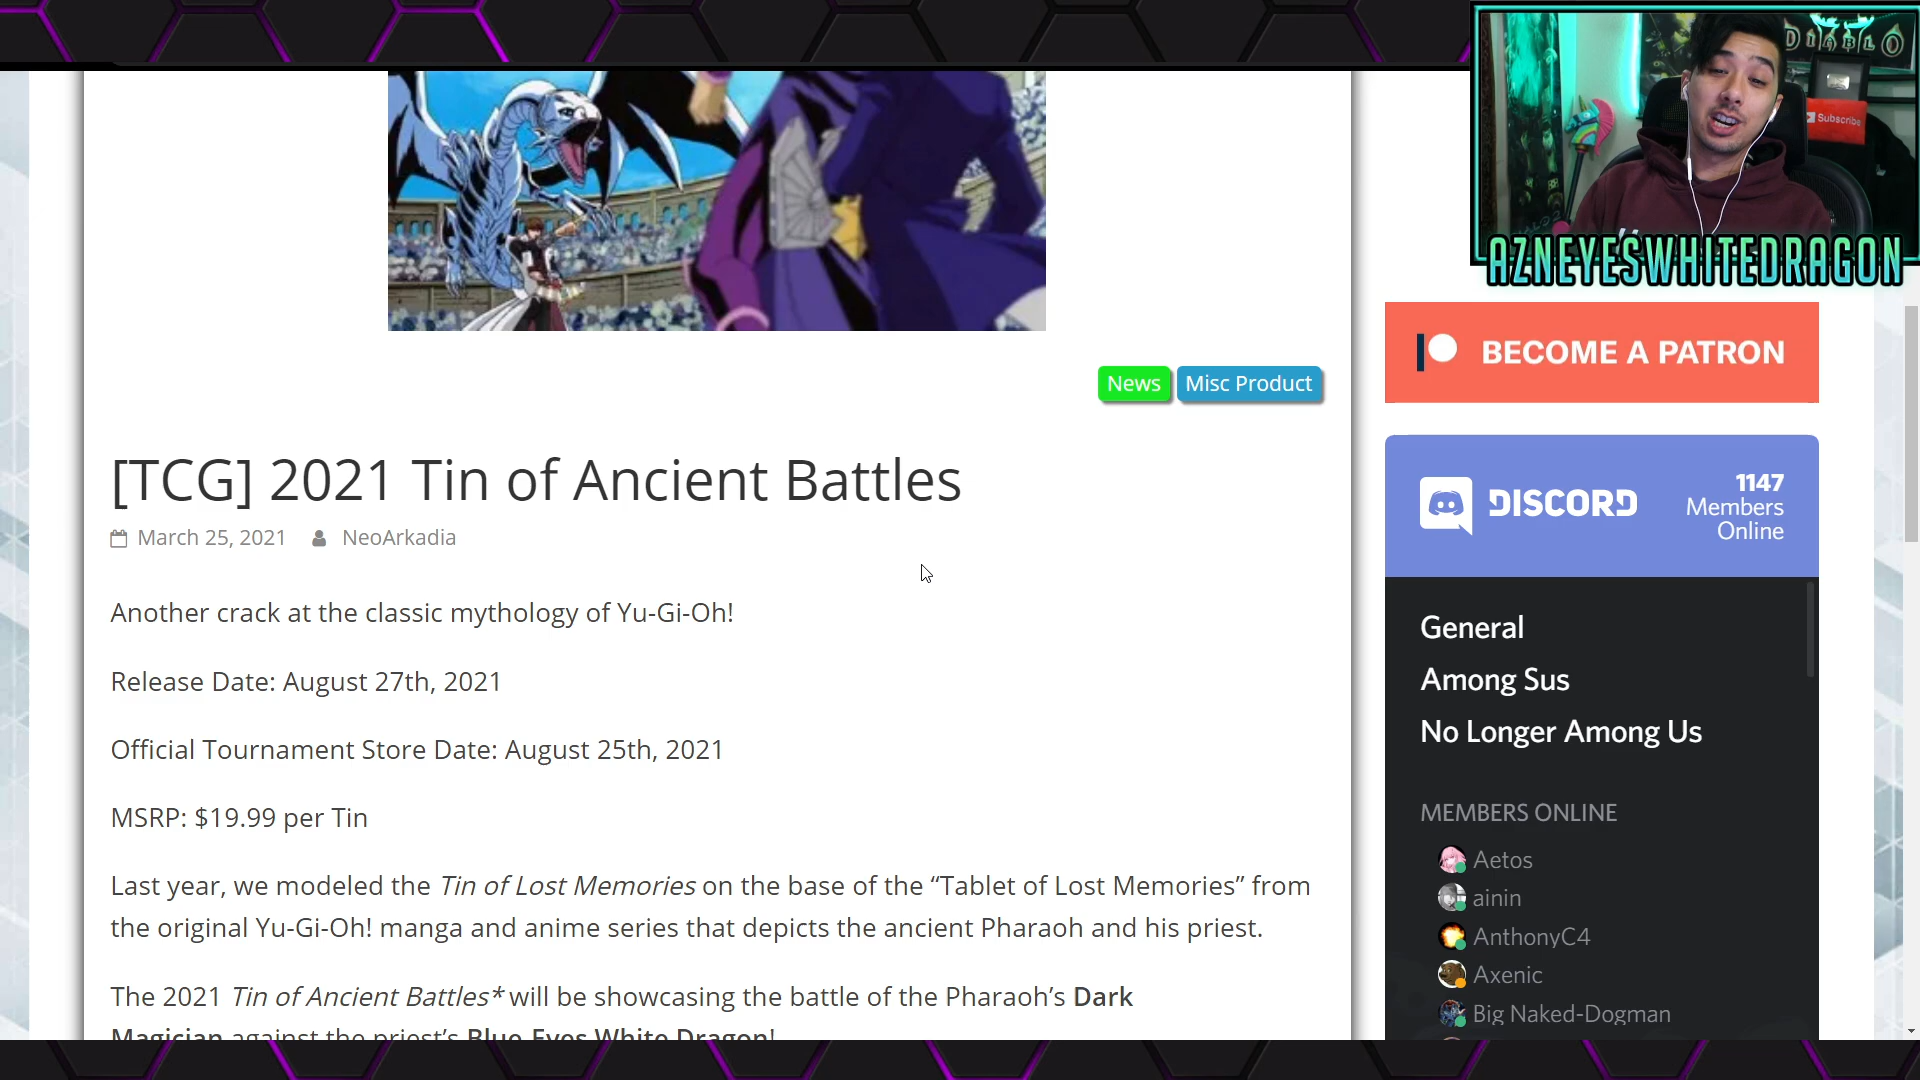 DIABLO
Subscribe
AZNEYESWHITEDRAGON
BECOME A PATRON
News
Misc Product
[TCG] 2021 Tin of Ancient Battles
March 25, 2021 NeoArkadia
Another crack at the classic mythology of Yu-Gi-Oh!
Release Date: August 27th, 2021
Official Tournament Store Date: August 25th, 2021
MSRP: $19.99 per Tin
Last year, we modeled the Tin of Lost Memories on the base of the “Tablet of Lost Memories” from
the original Yu-Gi-Oh! manga and anime series that depicts the ancient Pharaoh and his priest.
The 2021 Tin of Ancient Battles* will be showcasing the battle of the Pharaoh’s Dark
Magician against the priest’s Blue-Eyes White Dragon!
DISCORD
1147
Members
Online
General
Among Sus
No Longer Among Us
MEMBERS ONLINE
Aetos
ainin
AnthonyC4
Axenic
Big Naked-Dogman